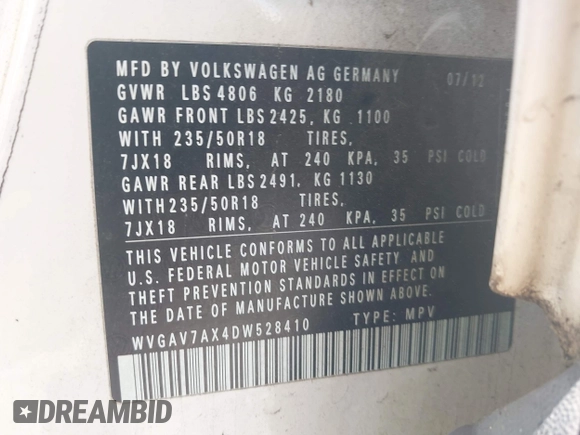 MFD BY VOLKSWAGEN AG GERMANY 07/12
GVWR LBS 4806 KG 2180
GAWR FRONT LBS 2425, KG 1100
WITH 235/50R18 TIRES,
7JX18 RIMS, AT 240 KPA, 35 PSI COLD
GAWR REAR LBS 2491, KG 1130
WITH 235/50R18 TIRES,
7JX18 RIMS, AT 240 KPA, 35 PSI COLD
THIS VEHICLE CONFORMS TO ALL APPLICABLE
U.S. FEDERAL MOTOR VEHICLE SAFETY AND
THEFT PREVENTION STANDARDS IN EFFECT ON
THE DATE OF MANUFACTURE SHOWN ABOVE.
WVGAV7AX4DW528410 TYPE: MPV
DREAMBID